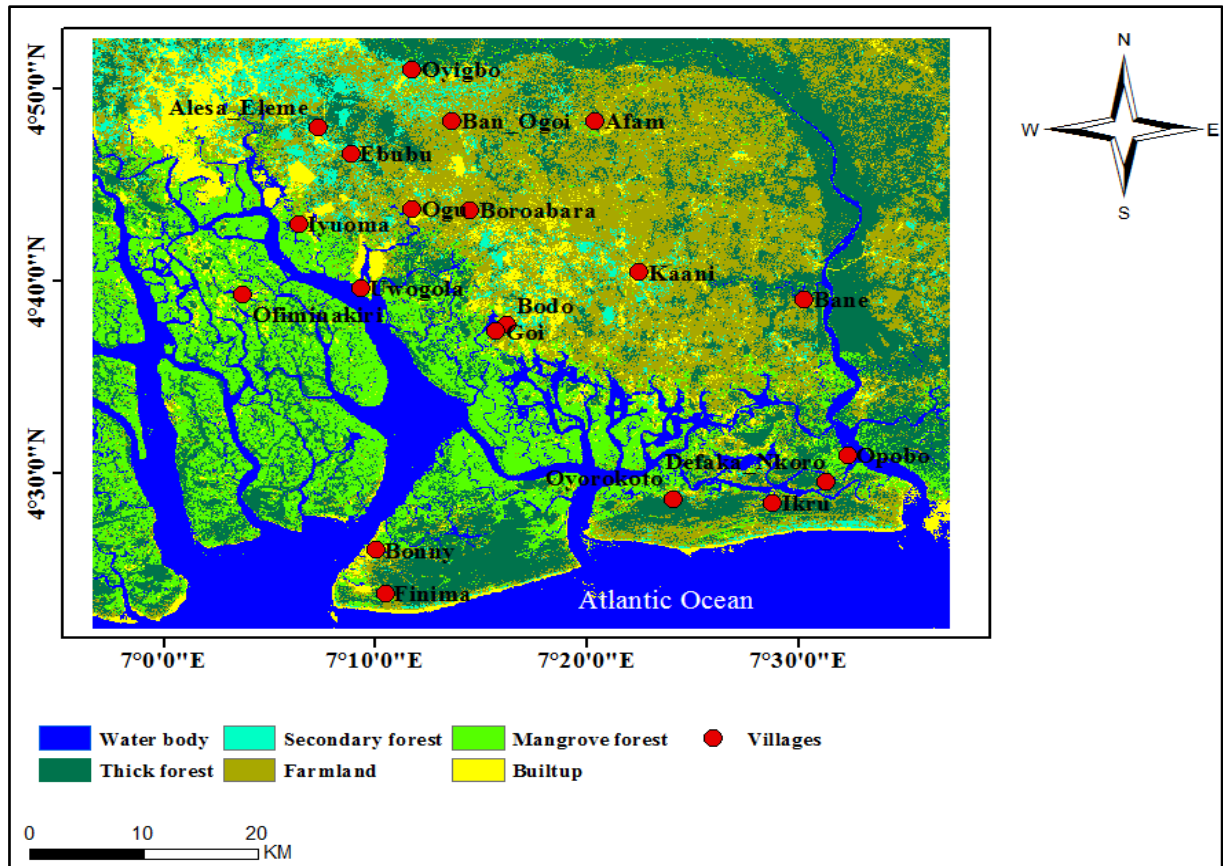 N
W E
S
4°50'0"N
4°40'0"N
4°30'0"N
Oyigbo
Alesa_Eleme
Ban_Ogoi
Afam
Ebubu
Ogu
Boroabara
Iyuoma
Kaani
Bane
Bodo
Goi
Opobo
Defaka_Nkoro
Oyorokoto
Ikru
Bonny
Finima
Atlantic Ocean
7°0'0"E 7°10'0"E 7°20'0"E 7°30'0"E
Water body Secondary forest Mangrove forest Villages
Thick forest Farmland Builtup
0 10 20
KM